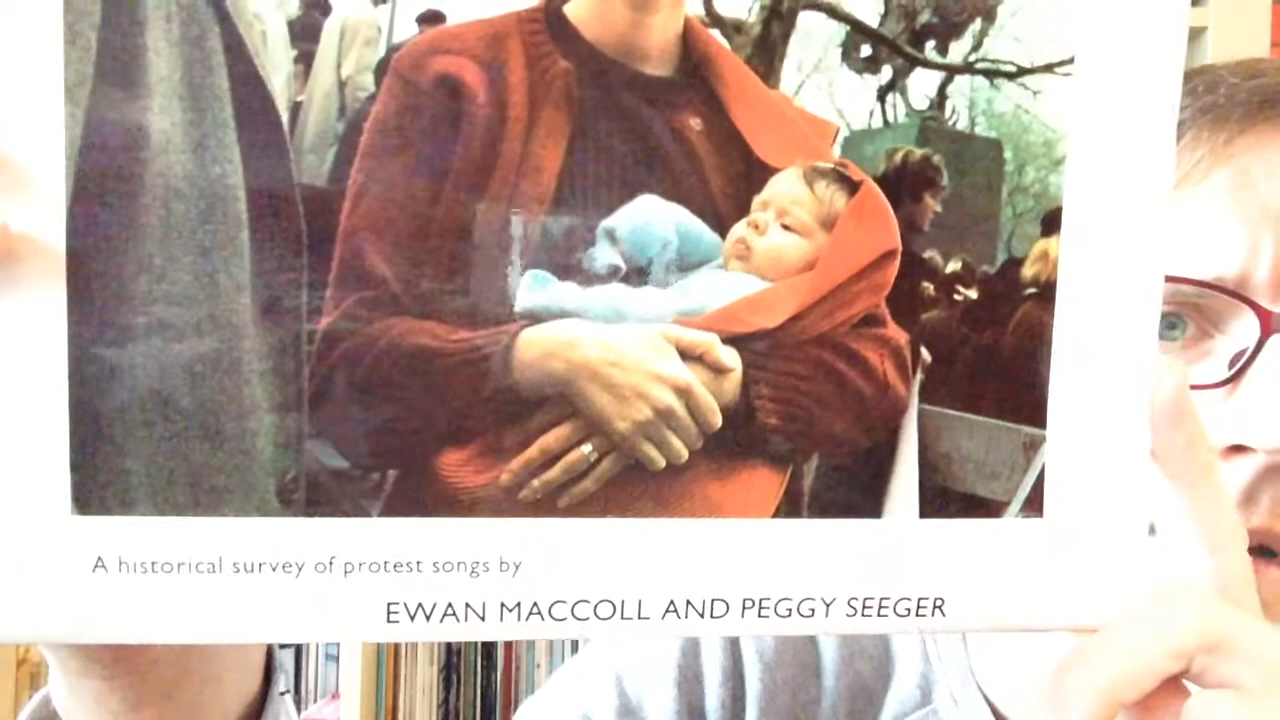 A historical survey of protest songs by
EWAN MACCOLL AND PEGGY SEEGER